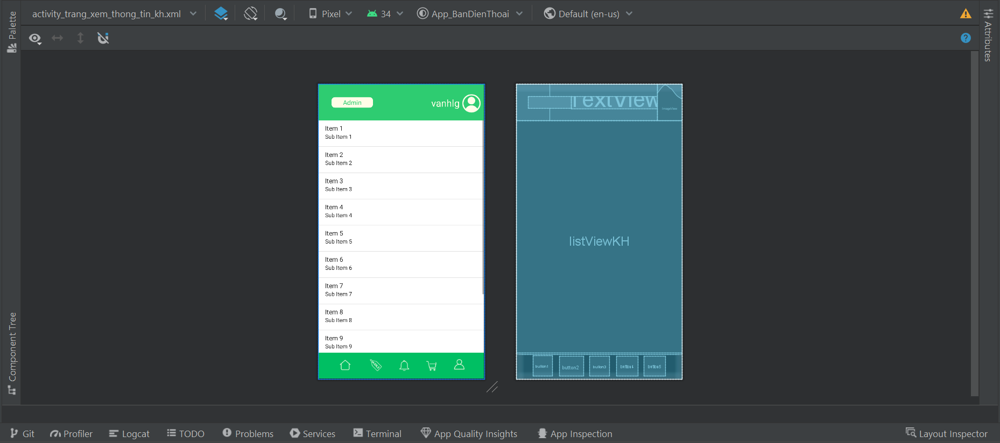 activity_trang_xem_thong_tin_kh.xml
Pixel
34
App_BanDienThoai
Default (en-us)
Palette
Attributes
Component Tree
Admin
vanhlg
Item 1
Sub Item 1
Item 2
Sub Item 2
Item 3
Sub Item 3
Item 4
Sub Item 4
Item 5
Sub Item 5
Item 6
Sub Item 6
Item 7
Sub Item 7
Item 8
Sub Item 8
Item 9
Sub Item 9
TextView
ImageView
listViewKH
button1
button2
button3
button4
button5
Git
Profiler
Logcat
TODO
Problems
Services
Terminal
App Quality Insights
App Inspection
Layout Inspector